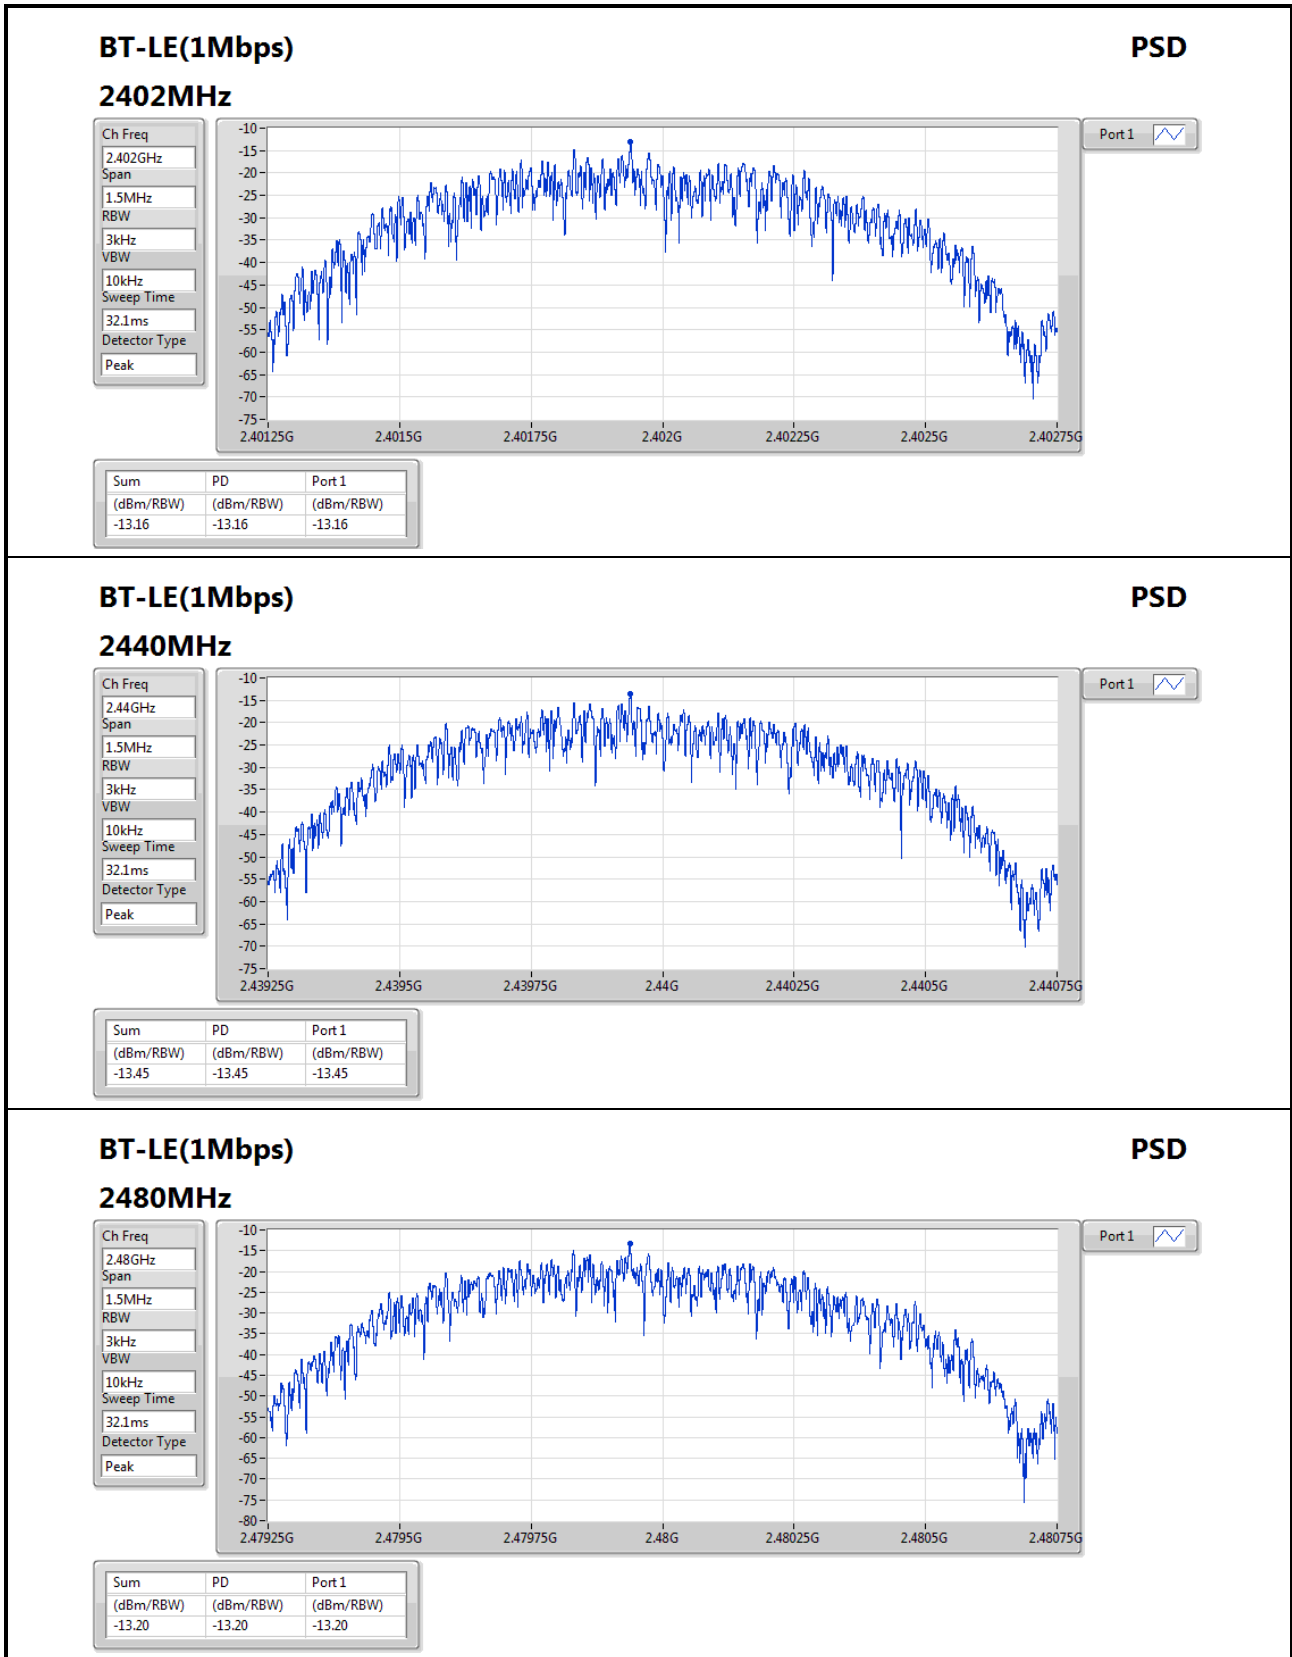 BT-LE(1Mbps) PSD
2402MHz
Ch Freq
2.402GHz
Span
1.5MHz
RBW
3kHz
VBW
10kHz
Sweep Time
32.1ms
Detector Type
Peak
-10
-15
-20
-25
-30
-35
-40
-45
-50
-55
-60
-65
-70
-75
2.40125G 2.4015G 2.40175G 2.402G 2.40225G 2.4025G 2.40275G
Port 1
Sum PD Port 1
(dBm/RBW) (dBm/RBW) (dBm/RBW)
-13.16 -13.16 -13.16
BT-LE(1Mbps) PSD
2440MHz
Ch Freq
2.44GHz
Span
1.5MHz
RBW
3kHz
VBW
10kHz
Sweep Time
32.1ms
Detector Type
Peak
-10
-15
-20
-25
-30
-35
-40
-45
-50
-55
-60
-65
-70
-75
2.43925G 2.4395G 2.43975G 2.44G 2.44025G 2.4405G 2.44075G
Port 1
Sum PD Port 1
(dBm/RBW) (dBm/RBW) (dBm/RBW)
-13.45 -13.45 -13.45
BT-LE(1Mbps) PSD
2480MHz
Ch Freq
2.48GHz
Span
1.5MHz
RBW
3kHz
VBW
10kHz
Sweep Time
32.1ms
Detector Type
Peak
-10
-15
-20
-25
-30
-35
-40
-45
-50
-55
-60
-65
-70
-75
-80
2.47925G 2.4795G 2.47975G 2.48G 2.48025G 2.4805G 2.48075G
Port 1
Sum PD Port 1
(dBm/RBW) (dBm/RBW) (dBm/RBW)
-13.20 -13.20 -13.20